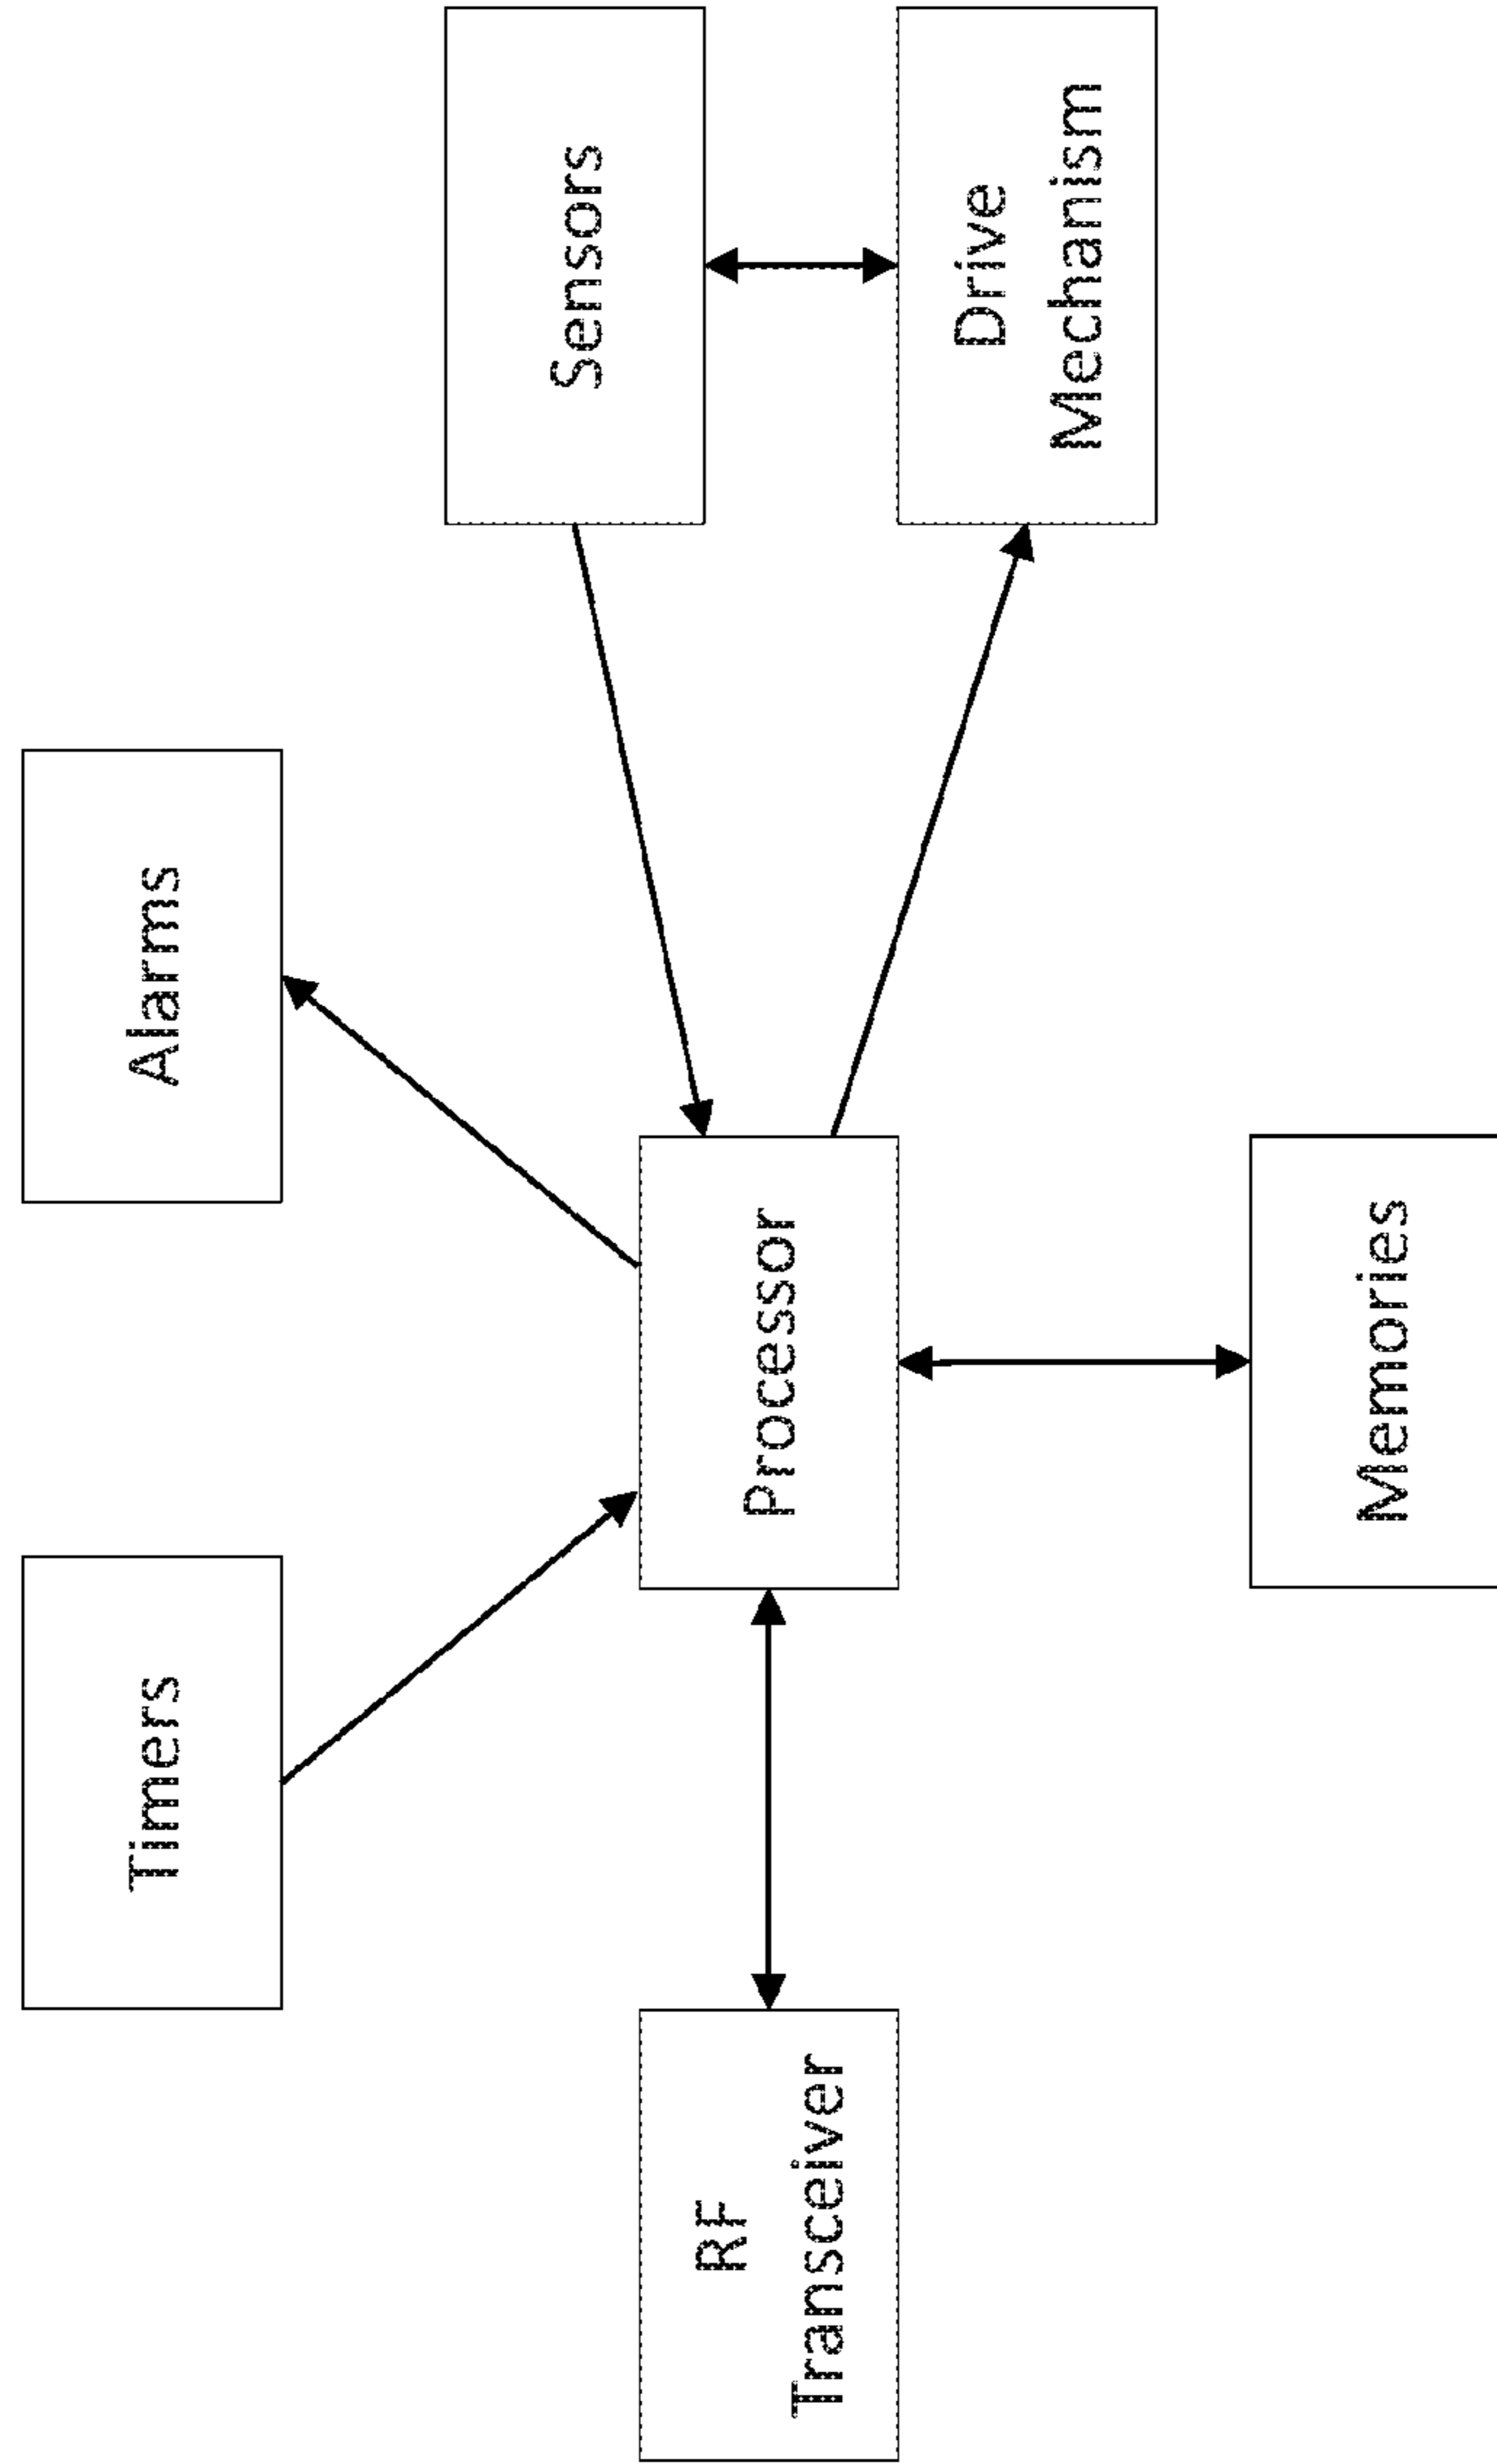 Timers
Alarms
Sensors
RF
Transceiver
Processor
Drive
Mechanism
Memories